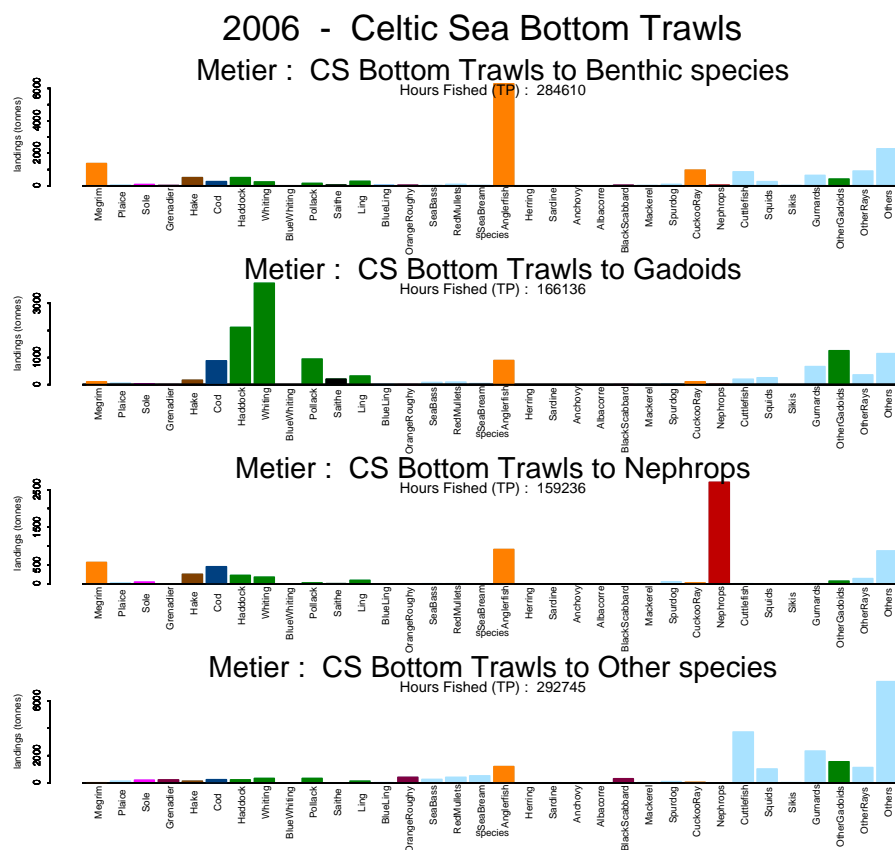 2006 - Celtic Sea Bottom Trawls
Metier : CS Bottom Trawls to Benthic species
Hours Fished (TP) : 284610
landings (tonnes)
0 2000 4000 6000
Megrim Plaice Sole Grenadier Hake Cod Haddock Whiting BlueWhiting Pollack Saithe Ling BlueLing OrangeRoughy SeaBass RedMullets SeaBream Anglerfish Herring Sardine Anchovy Albacorre BlackScabbard Mackerel Spurdog CuckooRay Nephrops Cuttlefish Squids Sikis Gurnards OtherGadoids OtherRays Others
species
Metier : CS Bottom Trawls to Gadoids
Hours Fished (TP) : 166136
landings (tonnes)
0 1000 3000
Megrim Plaice Sole Grenadier Hake Cod Haddock Whiting BlueWhiting Pollack Saithe Ling BlueLing OrangeRoughy SeaBass RedMullets SeaBream Anglerfish Herring Sardine Anchovy Albacorre BlackScabbard Mackerel Spurdog CuckooRay Nephrops Cuttlefish Squids Sikis Gurnards OtherGadoids OtherRays Others
species
Metier : CS Bottom Trawls to Nephrops
Hours Fished (TP) : 159236
landings (tonnes)
0 500 1500 2500
Megrim Plaice Sole Grenadier Hake Cod Haddock Whiting BlueWhiting Pollack Saithe Ling BlueLing OrangeRoughy SeaBass RedMullets SeaBream Anglerfish Herring Sardine Anchovy Albacorre BlackScabbard Mackerel Spurdog CuckooRay Nephrops Cuttlefish Squids Sikis Gurnards OtherGadoids OtherRays Others
species
Metier : CS Bottom Trawls to Other species
Hours Fished (TP) : 292745
landings (tonnes)
0 2000 6000
Megrim Plaice Sole Grenadier Hake Cod Haddock Whiting BlueWhiting Pollack Saithe Ling BlueLing OrangeRoughy SeaBass RedMullets SeaBream Anglerfish Herring Sardine Anchovy Albacorre BlackScabbard Mackerel Spurdog CuckooRay Nephrops Cuttlefish Squids Sikis Gurnards OtherGadoids OtherRays Others
species